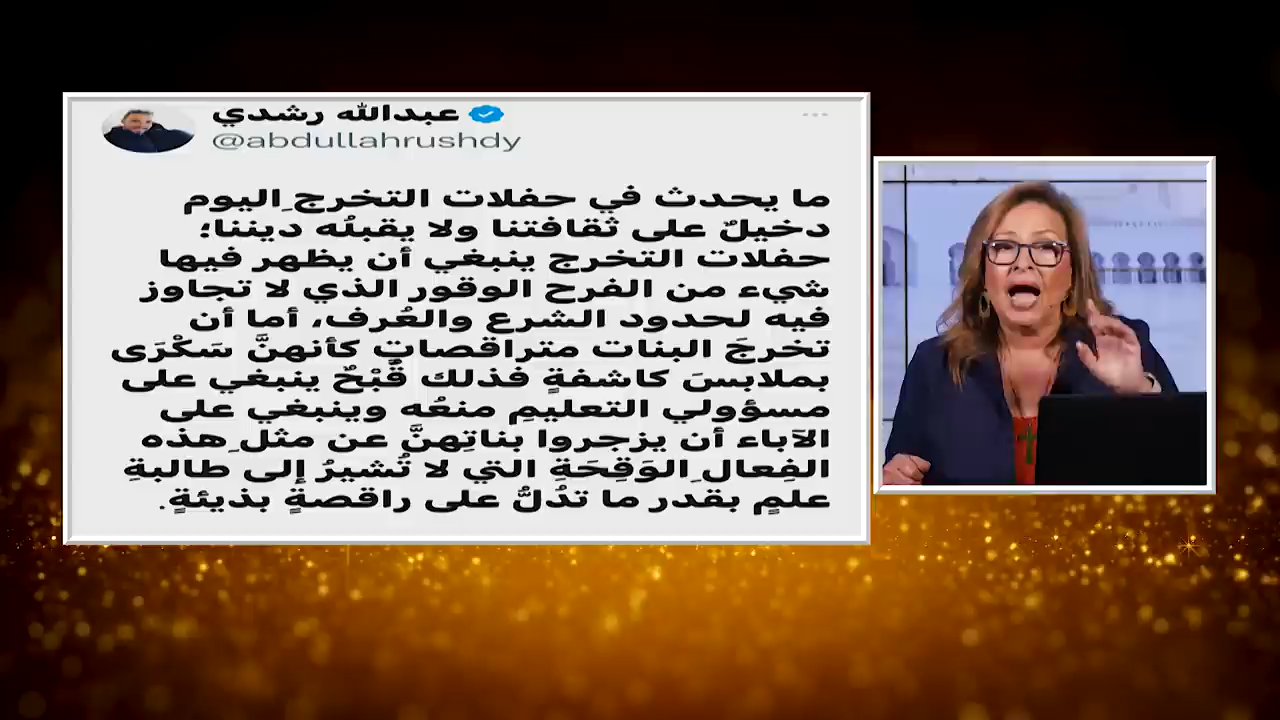 عبدالله رشدي
@abdullahrushdy
ما يحدث في حفلات التخرجِ اليوم
دخيلٌ على ثقافتنا ولا يقبلُه ديننا؛
حفلات التخرج ينبغي أن يظهر فيها
شيء من الفرح الوقور الذي لا تجاوز
فيه لحدود الشرع والعُرف، أما أن
تخرجَ البنات متراقصاتٍ كأنهنَّ سَكْرَى
بملابسَ كاشفةٍ فذلك قُبْحٌ ينبغي على
مسؤولي التعليمِ منعُه وينبغي على
الآباء أن يزجروا بناتِهنَّ عن مثلِ هذه
الفِعالِ الوَقِحَةِ التي لا تُشيرُ إلى طالبةِ
علمٍ بقدر ما تدُلُّ على راقصةٍ بذيئةٍ.